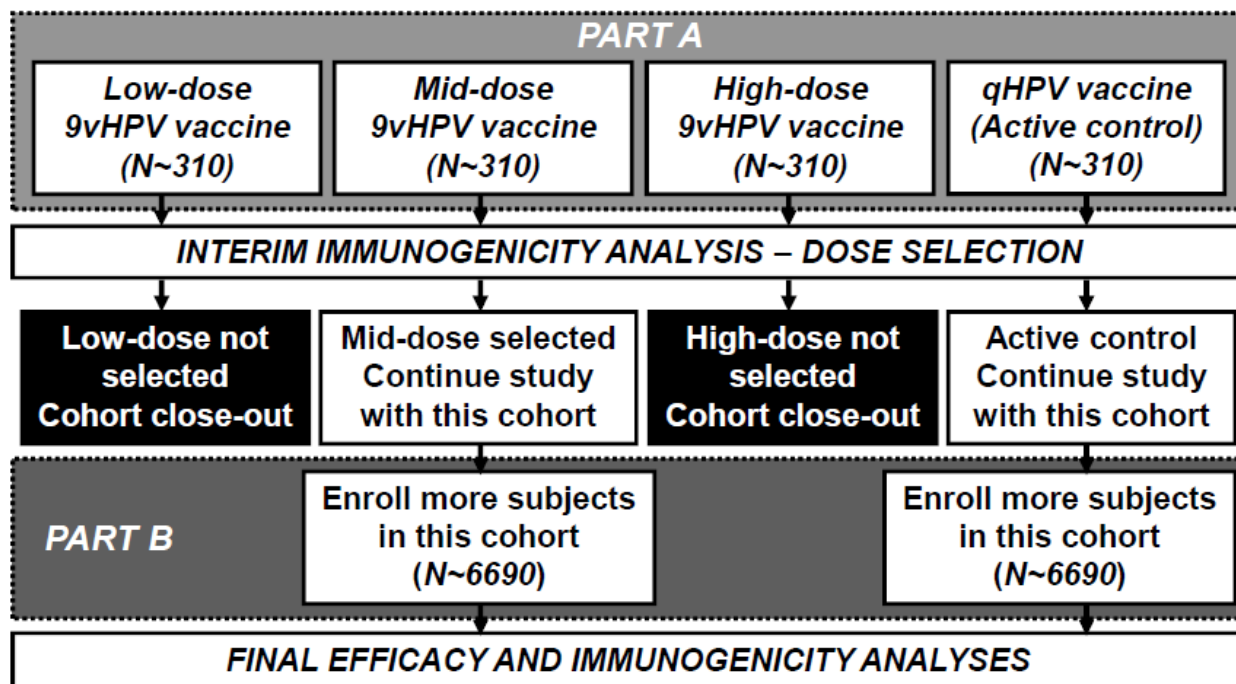 PART A
Low-dose
9vHPV vaccine
(N~310)
Mid-dose
9vHPV vaccine
(N~310)
High-dose
9vHPV vaccine
(N~310)
qHPV vaccine
(Active control)
(N~310)
INTERIM IMMUNOGENICITY ANALYSIS – DOSE SELECTION
Low-dose not
selected
Cohort close-out
Mid-dose selected
Continue study
with this cohort
High-dose not
selected
Cohort close-out
Active control
Continue study
with this cohort
PART B
Enroll more subjects
in this cohort
(N~6690)
Enroll more subjects
in this cohort
(N~6690)
FINAL EFFICACY AND IMMUNOGENICITY ANALYSES